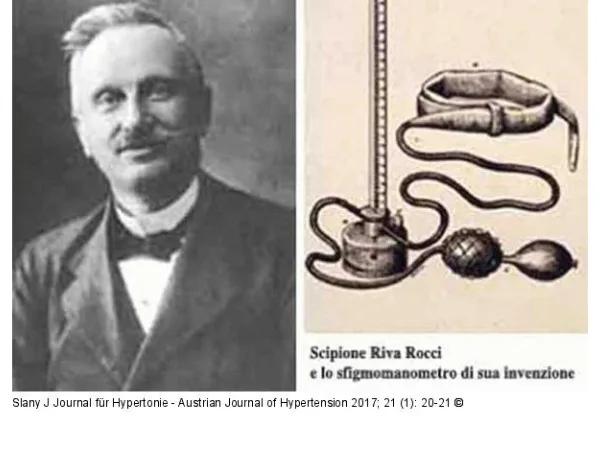 Scipione Riva Rocci
e lo sfigmomanometro di sua invenzione
Slany J Journal für Hypertonie - Austrian Journal of Hypertension 2017; 21 (1): 20-21 ©